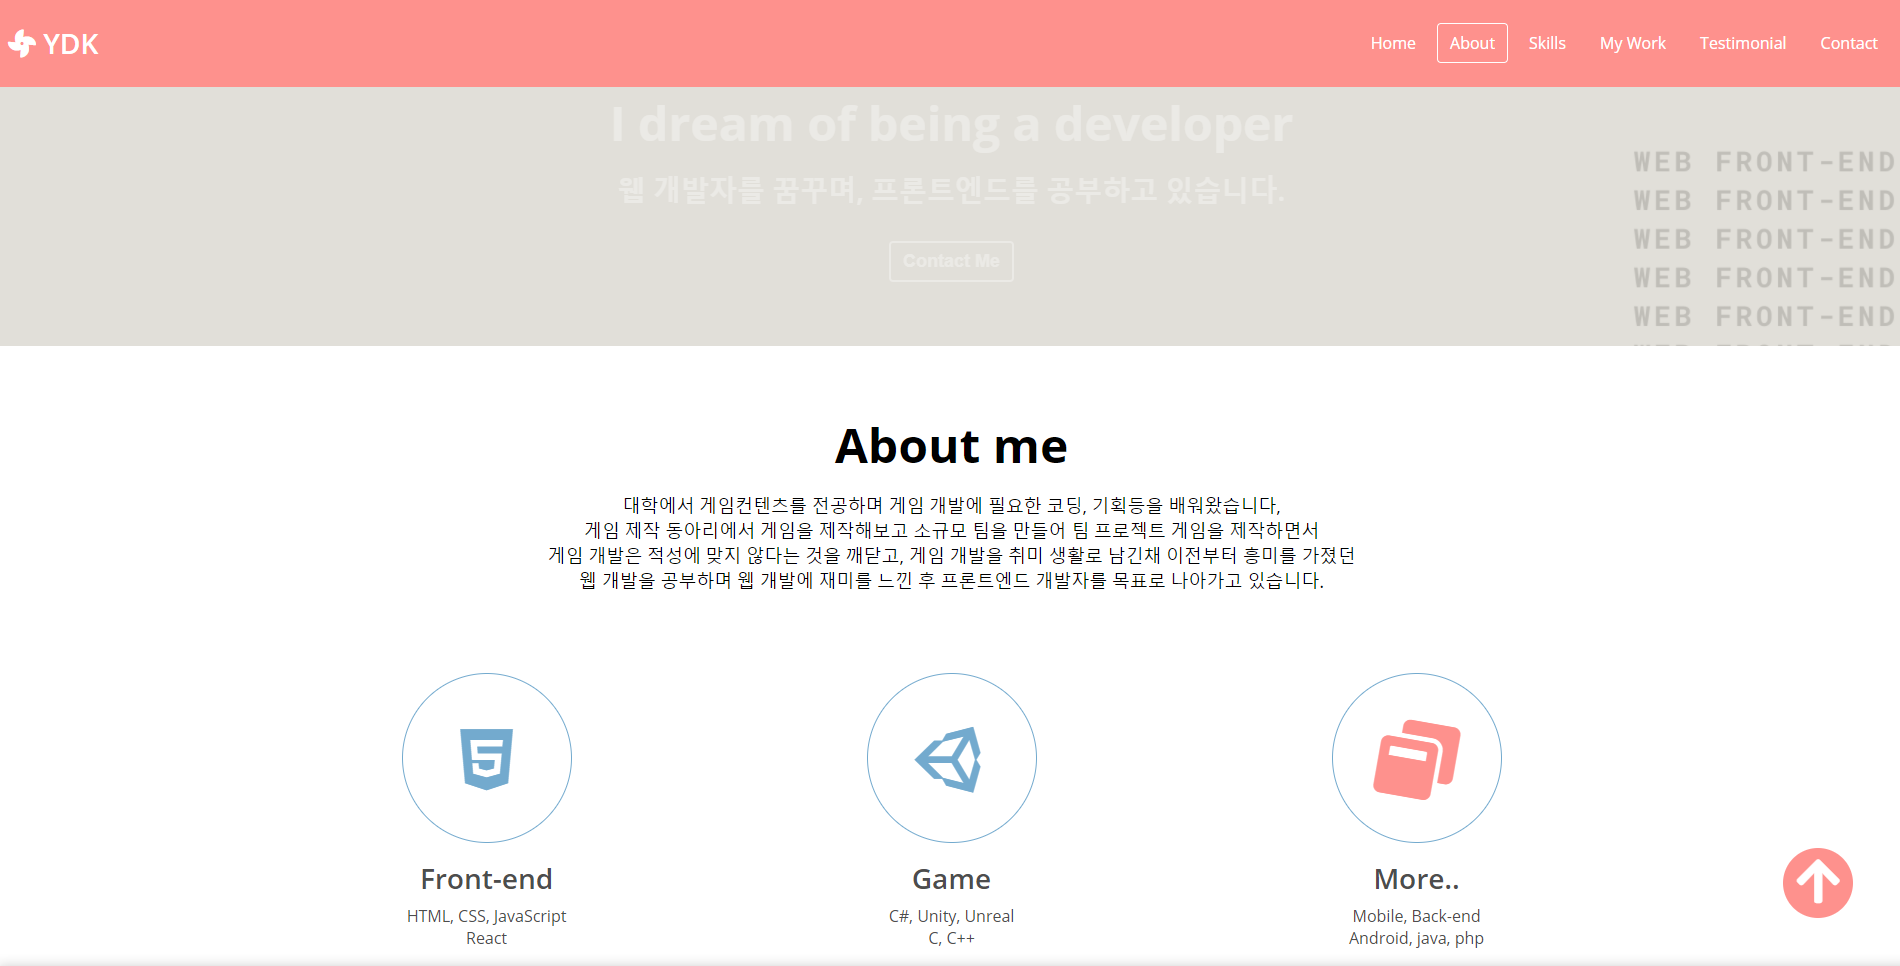 YDK
Home About Skills My Work Testimonial Contact
I dream of being a developer
웹 개발자를 꿈꾸며, 프론트엔드를 공부하고 있습니다.
Contact Me
WEB FRONT-END
WEB FRONT-END
WEB FRONT-END
WEB FRONT-END
WEB FRONT-END
About me
대학에서 게임컨텐츠를 전공하며 게임 개발에 필요한 코딩, 기획등을 배워왔습니다,
게임 제작 동아리에서 게임을 제작해보고 소규모 팀을 만들어 팀 프로젝트 게임을 제작하면서
게임 개발은 적성에 맞지 않다는 것을 깨닫고, 게임 개발을 취미 생활로 남긴채 이전부터 흥미를 가졌던
웹 개발을 공부하며 웹 개발에 재미를 느낀 후 프론트엔드 개발자를 목표로 나아가고 있습니다.
Front-end
HTML, CSS, JavaScript
React
Game
C#, Unity, Unreal
C, C++
More..
Mobile, Back-end
Android, java, php